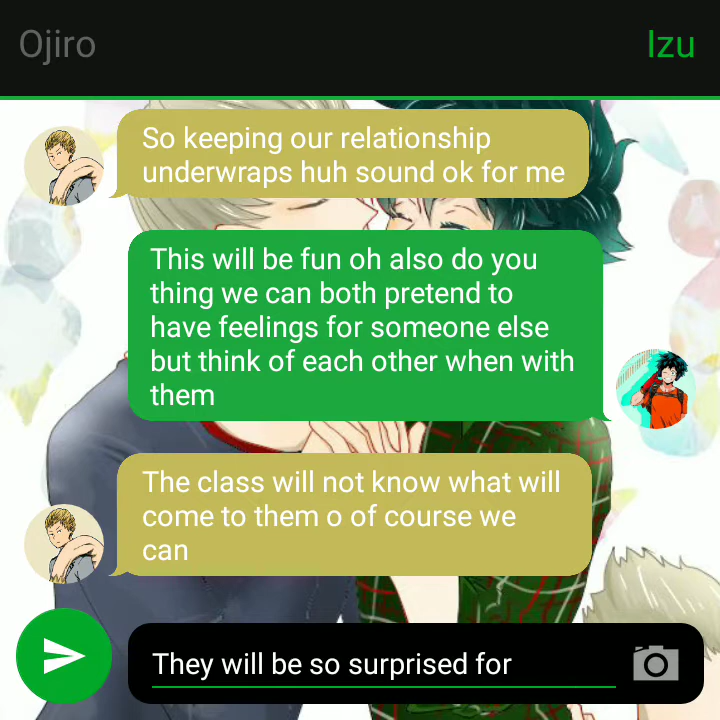 Ojiro
Izu
So keeping our relationship
underwraps huh sound ok for me
This will be fun oh also do you
thing we can both pretend to
have feelings for someone else
but think of each other when with
them
The class will not know what will
come to them o of course we
can
They will be so surprised for